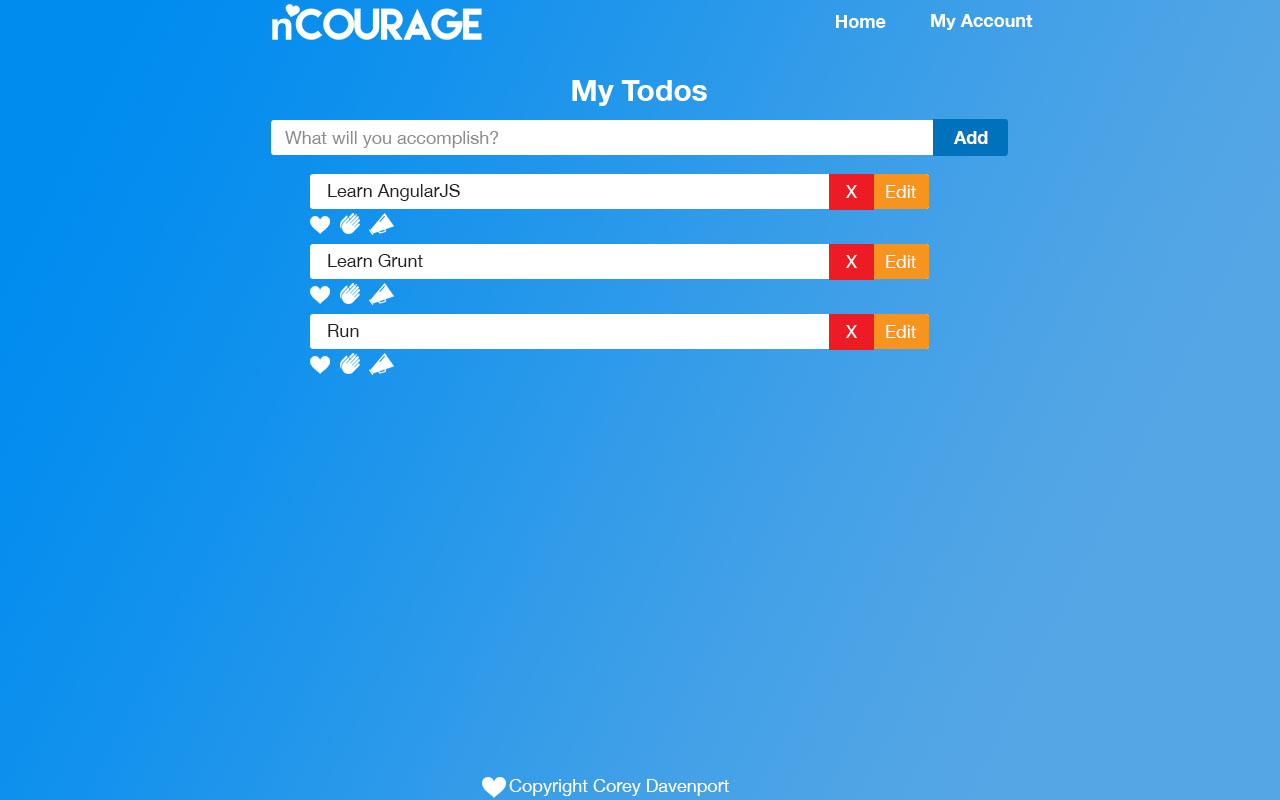 n'COURAGE
Home
My Account
My Todos
What will you accomplish?
Add
Learn AngularJS
X
Edit
Learn Grunt
X
Edit
Run
X
Edit
Copyright Corey Davenport